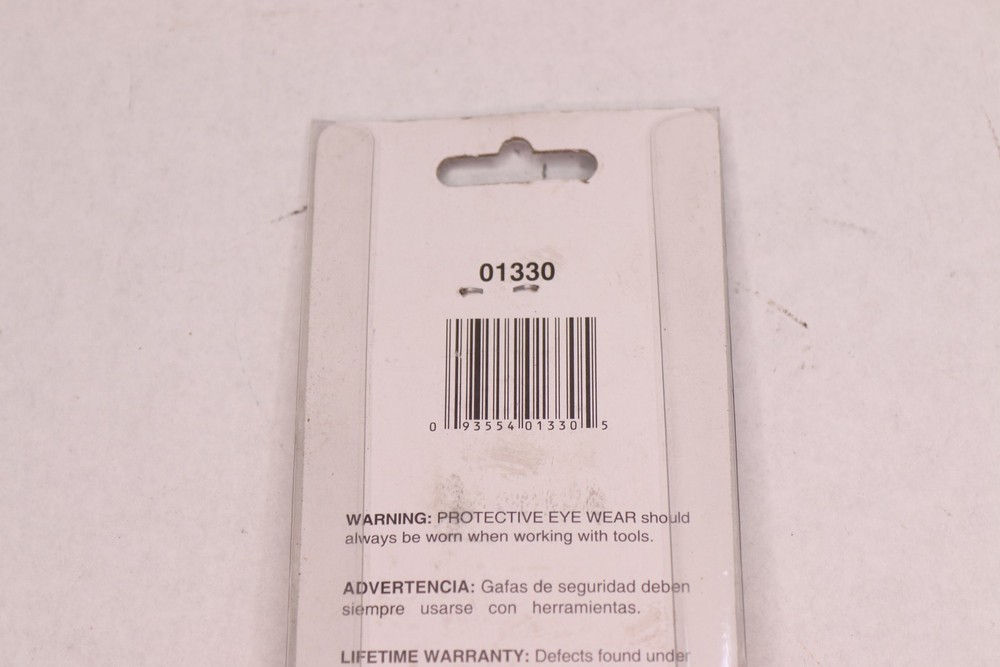 01330
0 93554 01330 5
WARNING: PROTECTIVE EYE WEAR should
always be worn when working with tools.
ADVERTENCIA: Gafas de seguridad deben
siempre usarse con herramientas.
LIFETIME WARRANTY: Defects found under